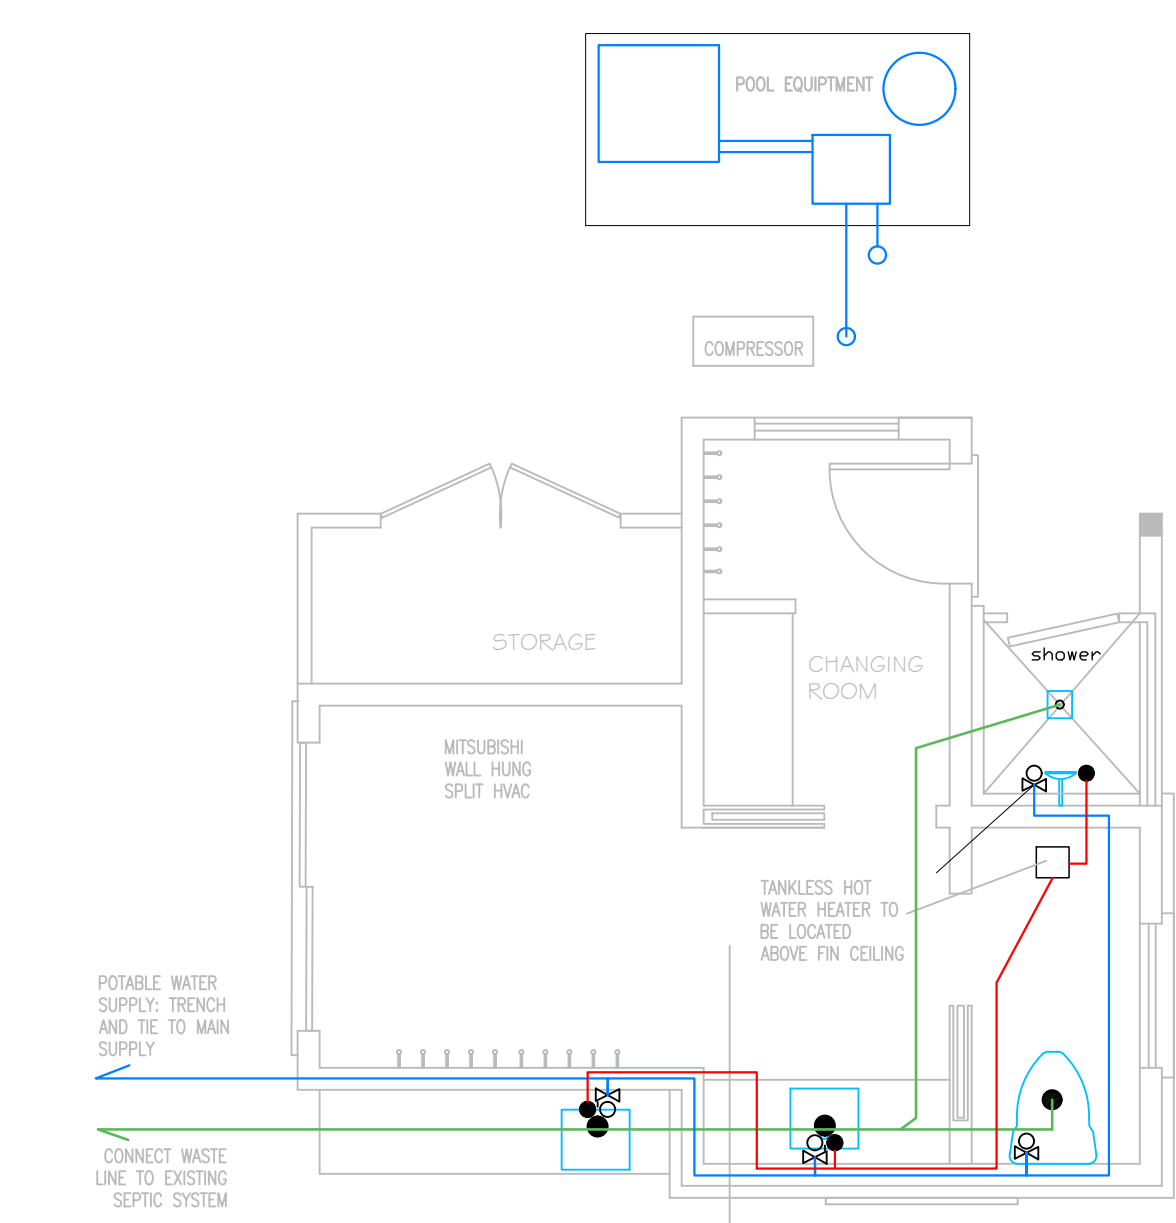 POOL EQUIPTMENT
COMPRESSOR
STORAGE
CHANGING
ROOM
shower
MITSUBISHI
WALL HUNG
SPLIT HVAC
TANKLESS HOT
WATER HEATER TO
BE LOCATED
ABOVE FIN CEILING
POTABLE WATER
SUPPLY: TRENCH
AND TIE TO MAIN
SUPPLY
CONNECT WASTE
LINE TO EXISTING
SEPTIC SYSTEM